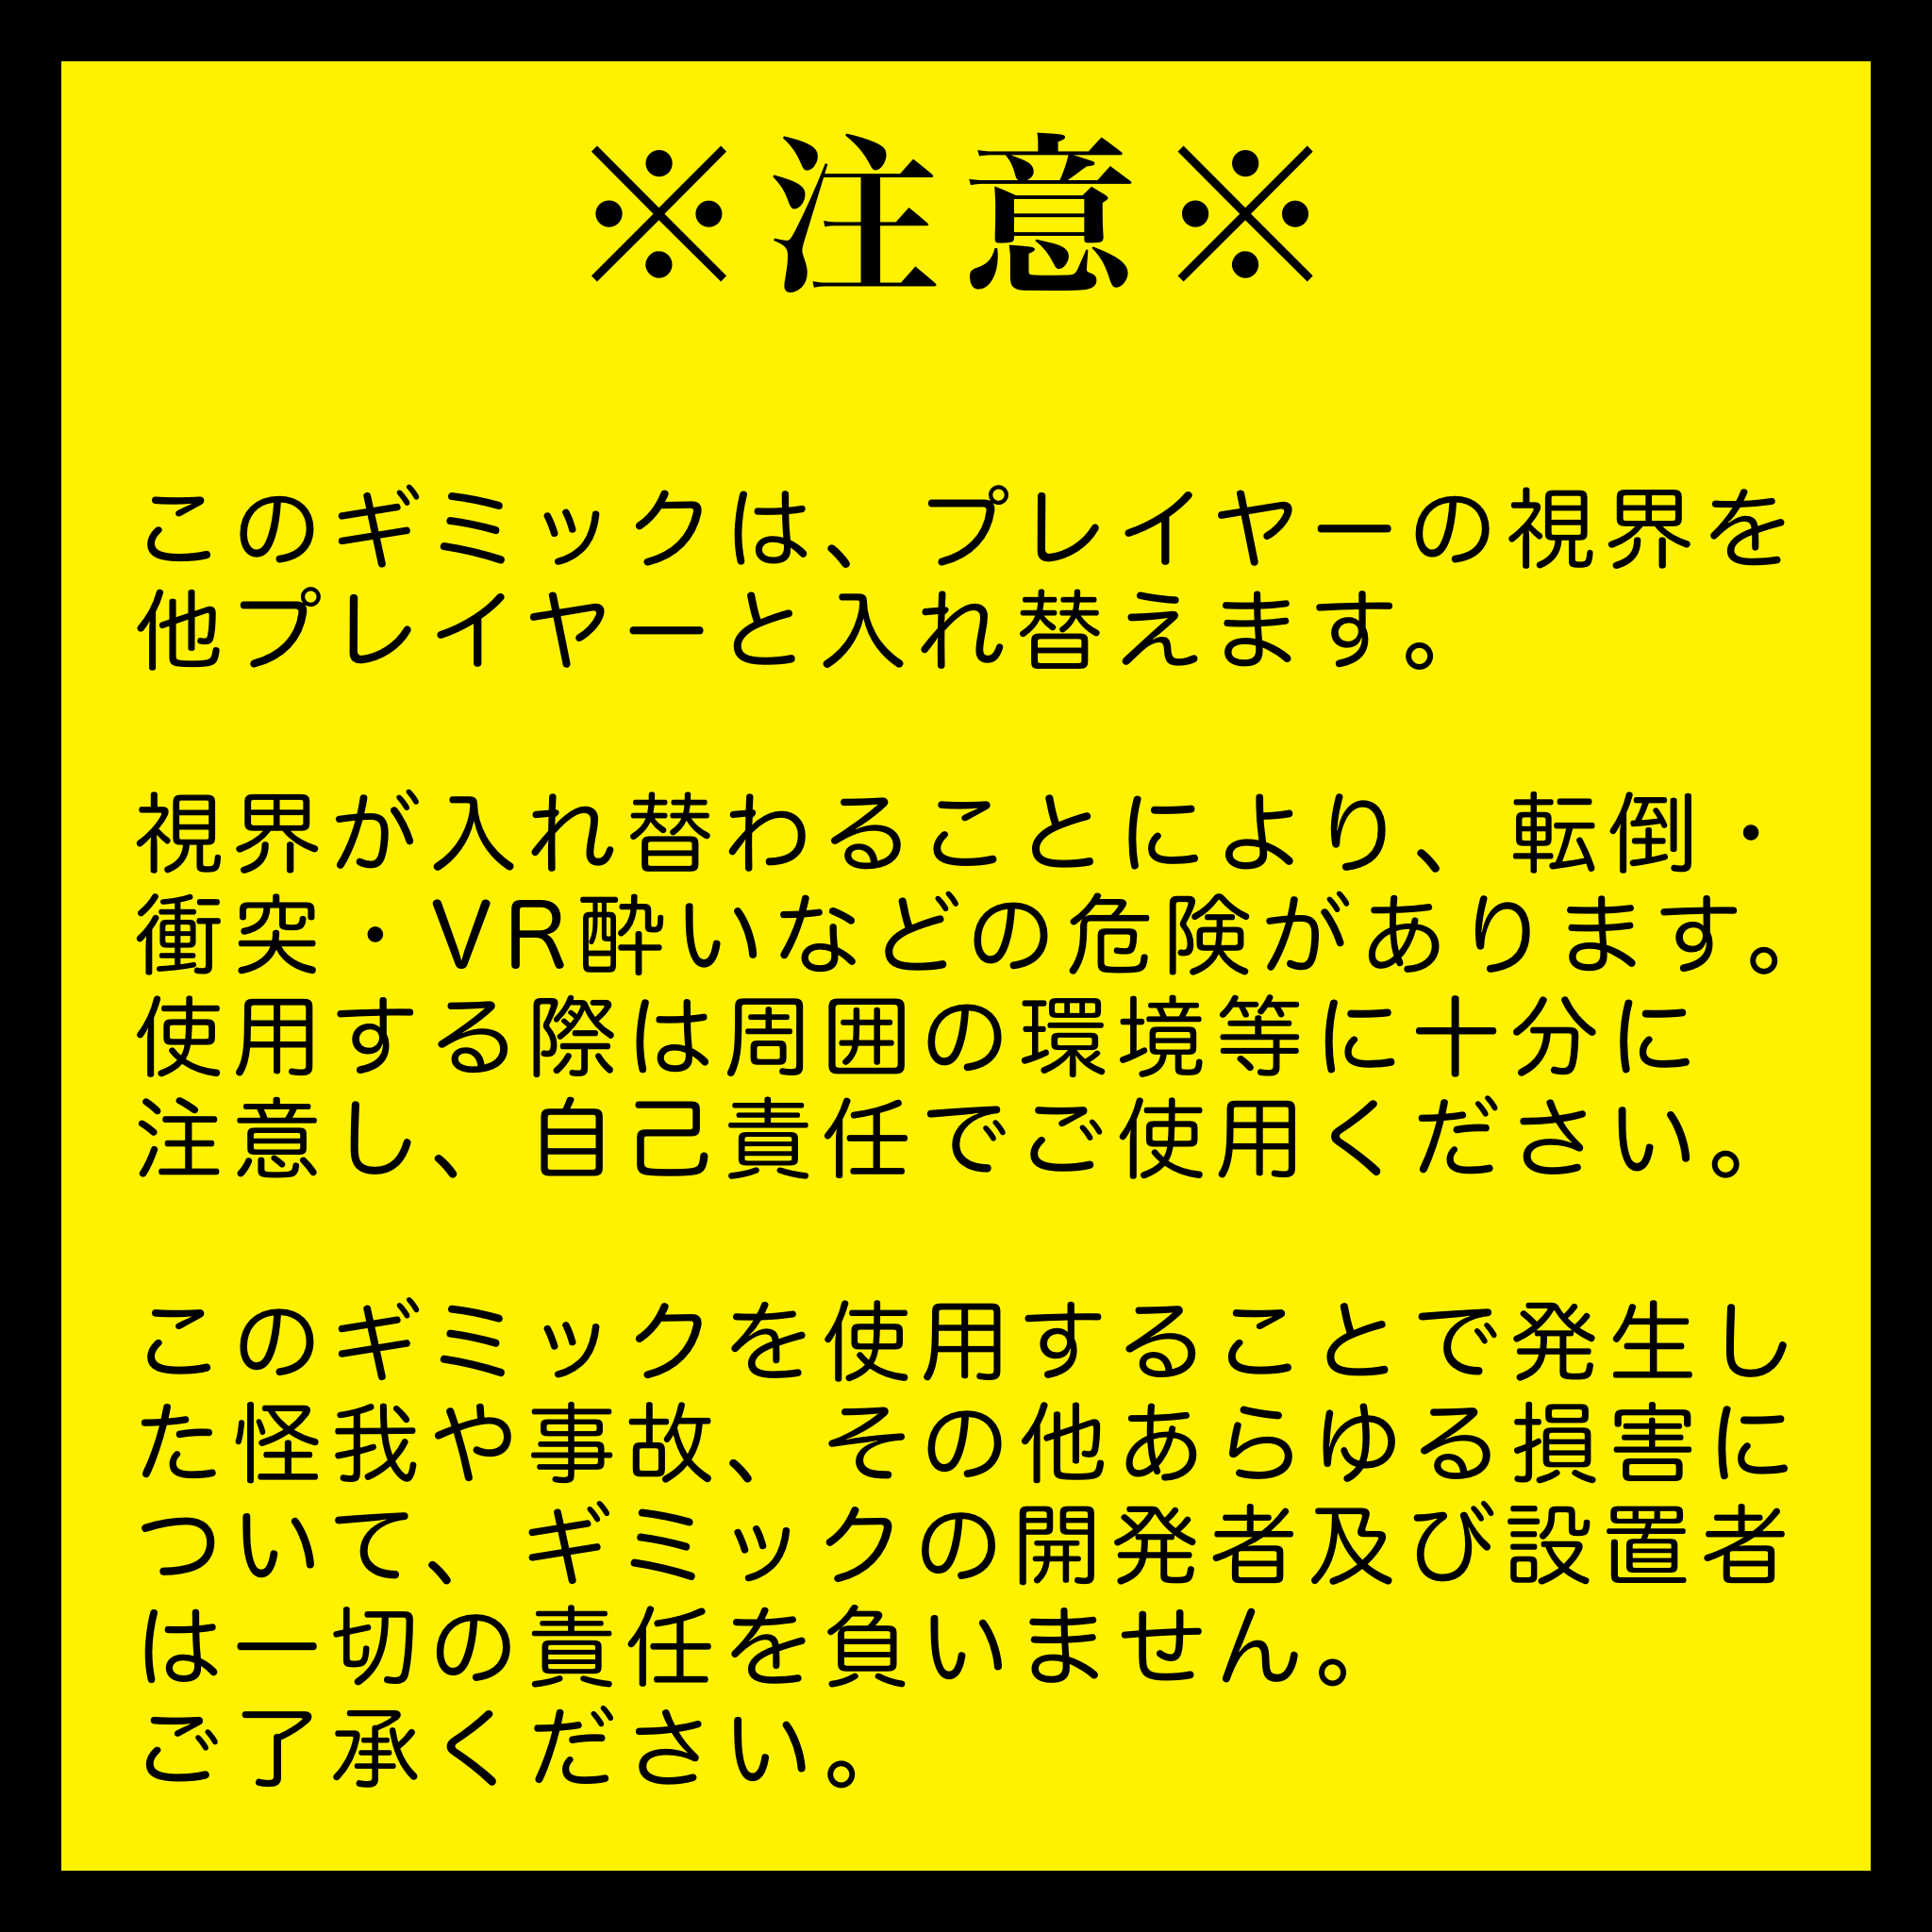 ※注意※
このギミックは、プレイヤーの視界を
他プレイヤーと入れ替えます。
視界が入れ替わることにより、転倒・
衝突・VR酔いなどの危険があります。
使用する際は周囲の環境等に十分に
注意し、自己責任でご使用ください。
このギミックを使用することで発生し
た怪我や事故、その他あらゆる損害に
ついて、ギミックの開発者及び設置者
は一切の責任を負いません。
ご了承ください。